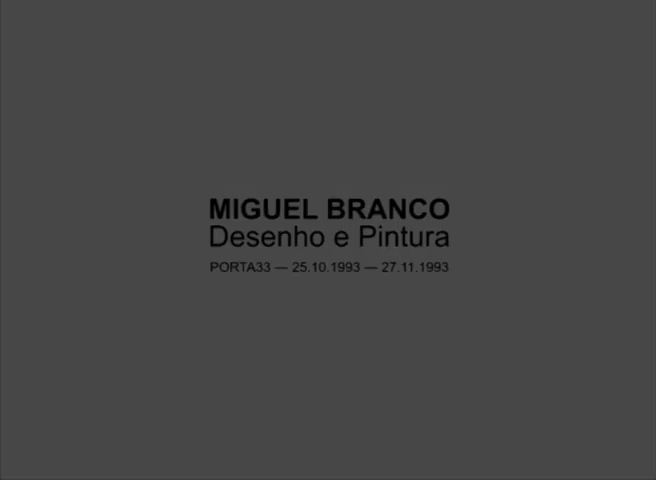 MIGUEL BRANCO
Desenho e Pintura
PORTA33 — 25.10.1993 — 27.11.1993